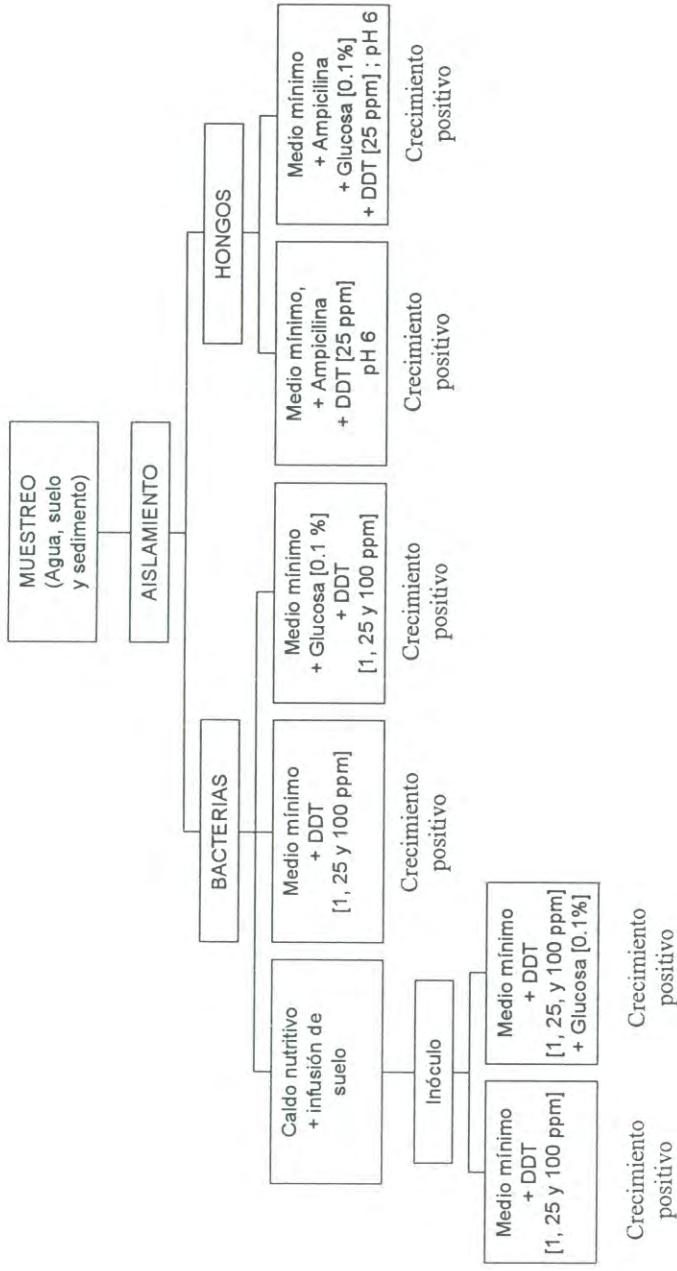 MUESTREO
(Agua, suelo
y sedimento)
AISLAMIENTO
BACTERIAS
HONGOS
Caldo nutritivo
+ infusión de
suelo
Medio mínimo
+ DDT
[1, 25 y 100 ppm]
Medio mínimo
+ Glucosa [0.1 %]
+ DDT
[1, 25 y 100 ppm]
Medio mínimo,
+ Ampicilina
+ DDT [25 ppm]
pH 6
Medio mínimo
+ Ampicilina
+ Glucosa [0.1%]
+ DDT [25 ppm] ; pH 6
Crecimiento
positivo
Crecimiento
positivo
Crecimiento
positivo
Crecimiento
positivo
Inóculo
Medio mínimo
+ DDT
[1, 25 y 100 ppm]
Medio mínimo
+ DDT
[1, 25, y 100 ppm]
+ Glucosa [0.1%]
Crecimiento
positivo
Crecimiento
positivo